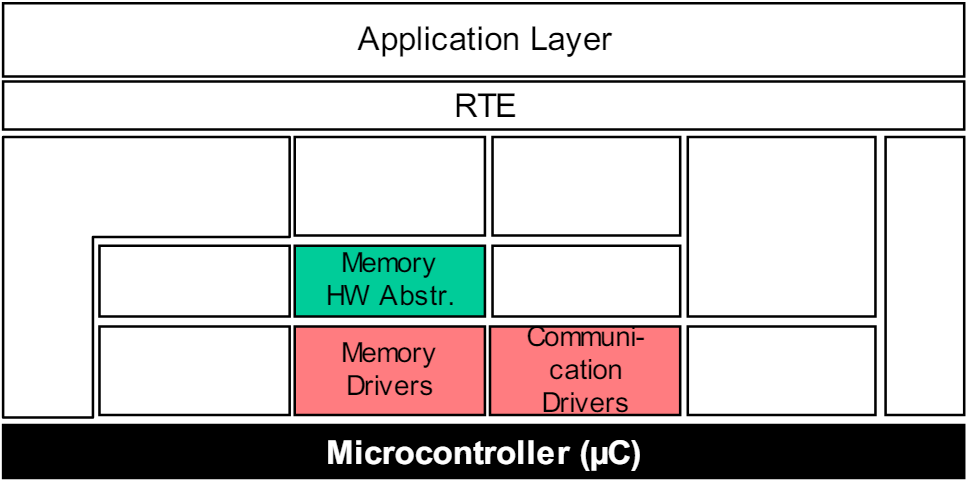 Application Layer
RTE
Memory
HW Abstr.
Memory
Drivers
Communi-
cation
Drivers
Microcontroller (µC)